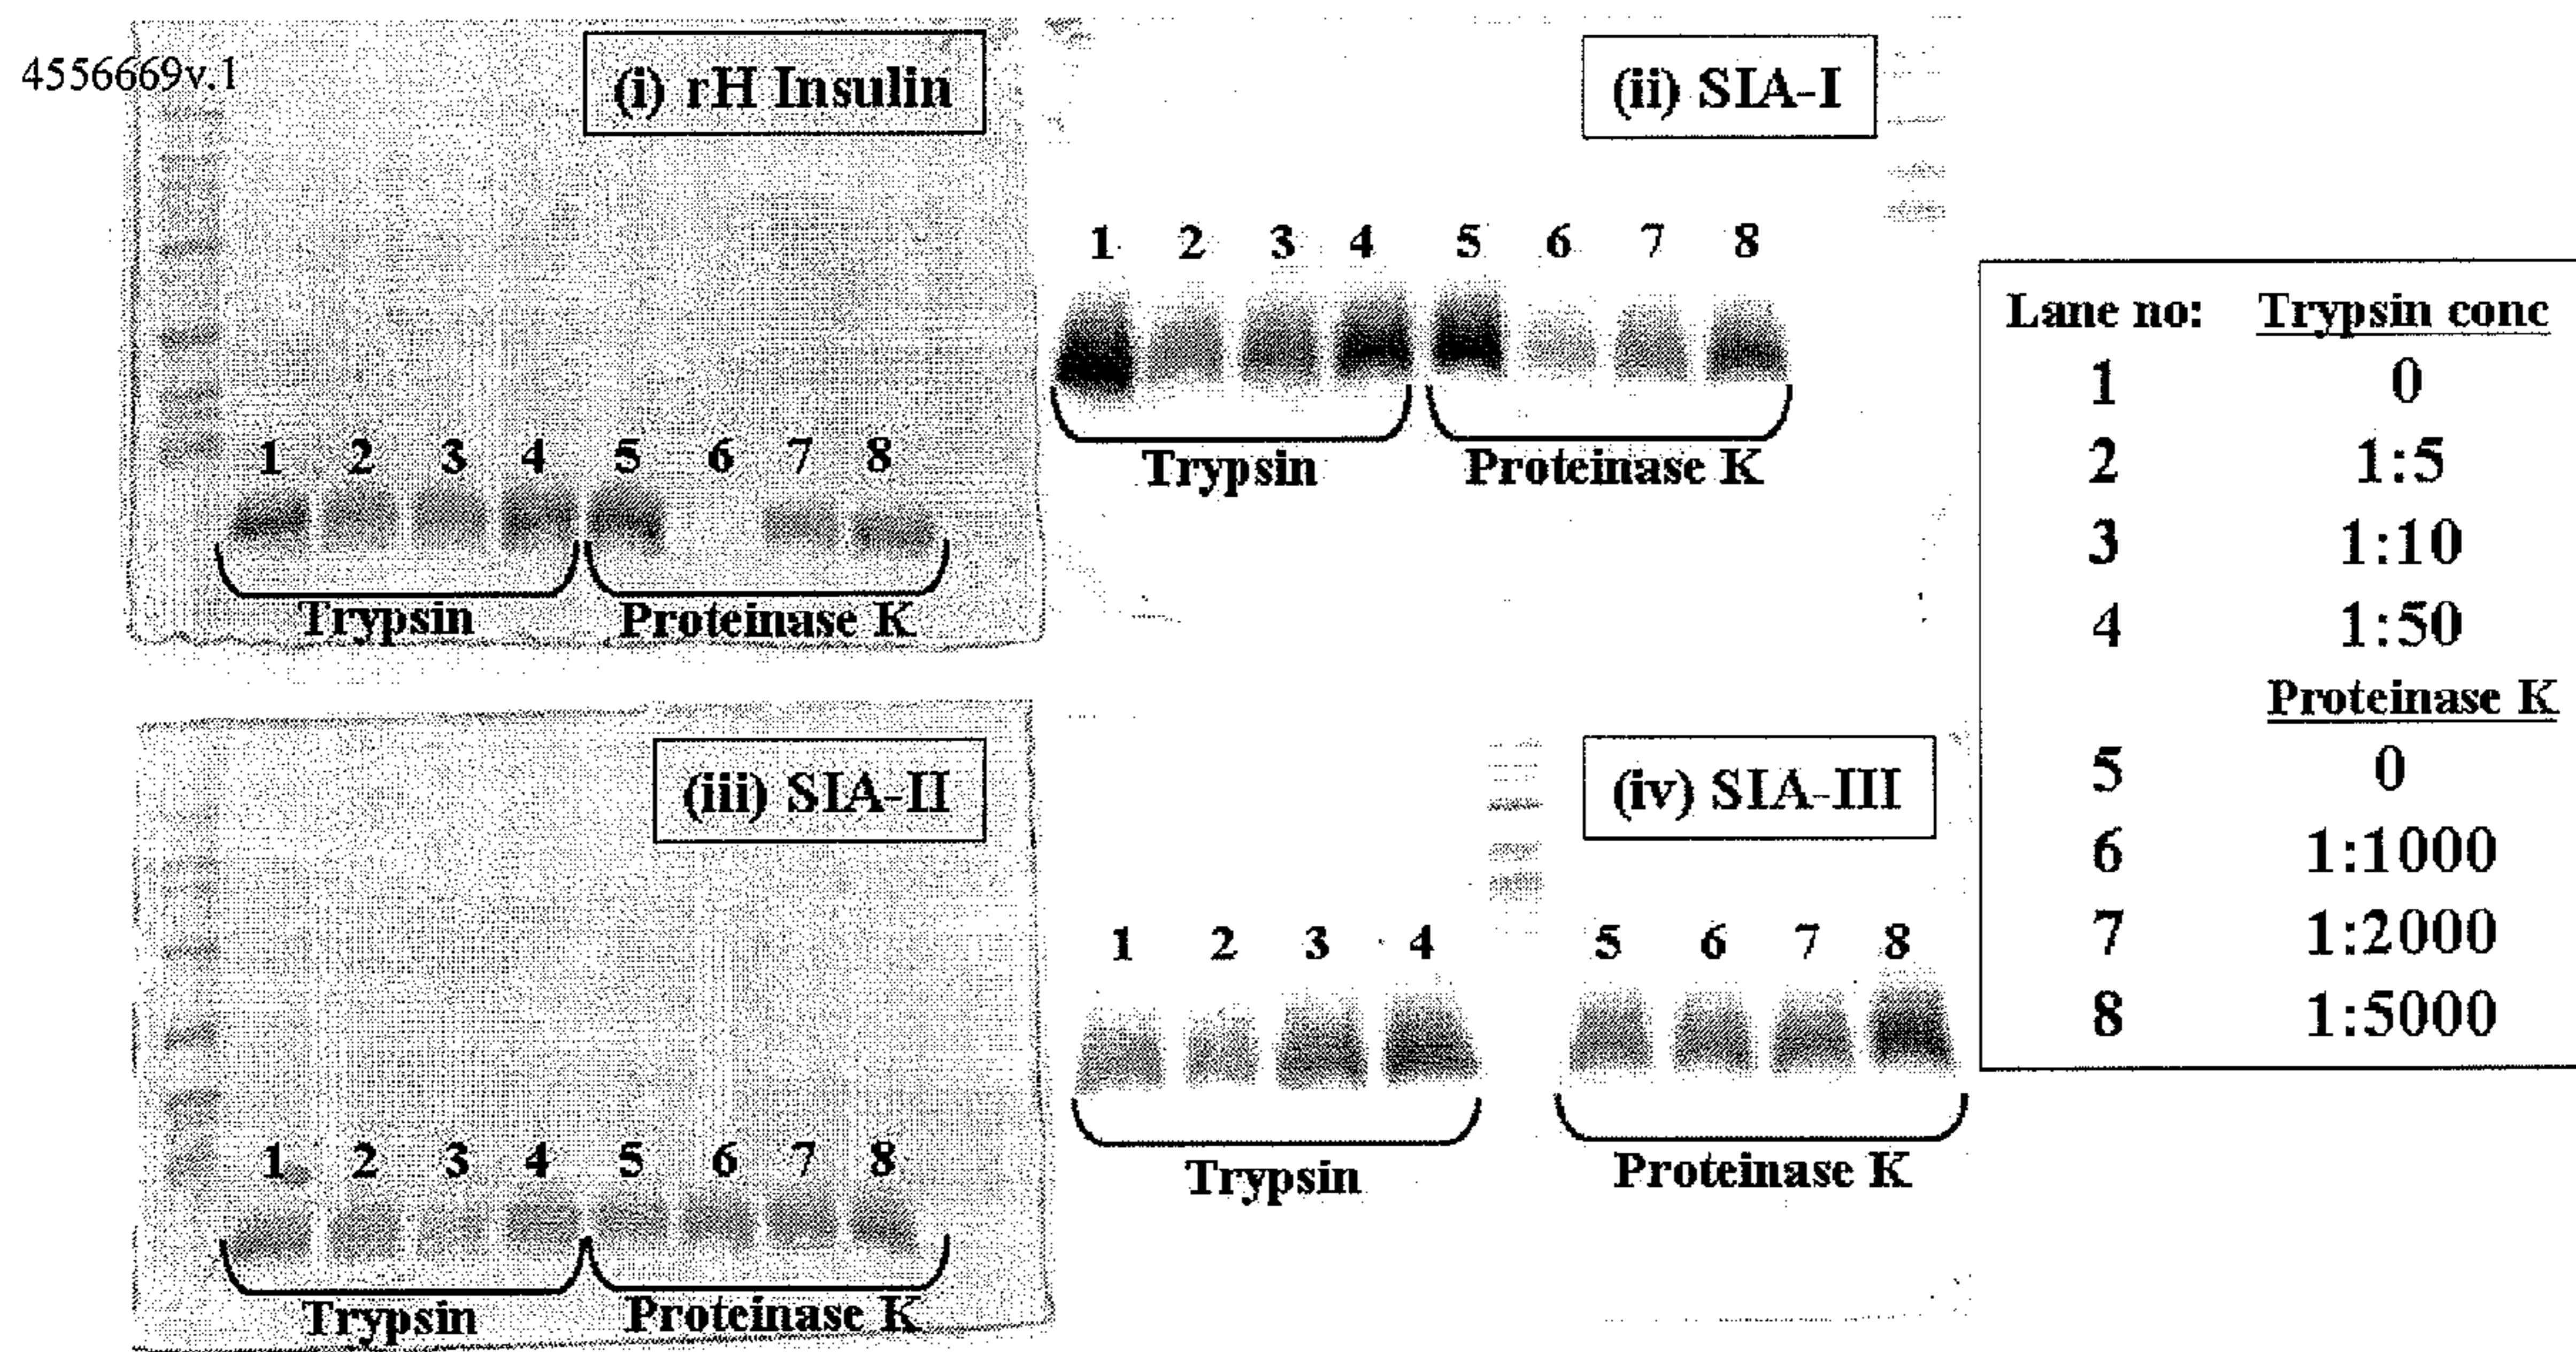 4556669v.1
(i) rH Insulin
1 2 3 4 5 6 7 8
Trypsin Proteinase K
(ii) SIA-I
1 2 3 4 5 6 7 8
Trypsin Proteinase K
(iii) SIA-II
1 2 3 4 5 6 7 8
Trypsin Proteinase K
(iv) SIA-III
1 2 3 4 5 6 7 8
Trypsin Proteinase K
Lane no: Trypsin conc
1 0
2 1:5
3 1:10
4 1:50
Proteinase K
5 0
6 1:1000
7 1:2000
8 1:5000